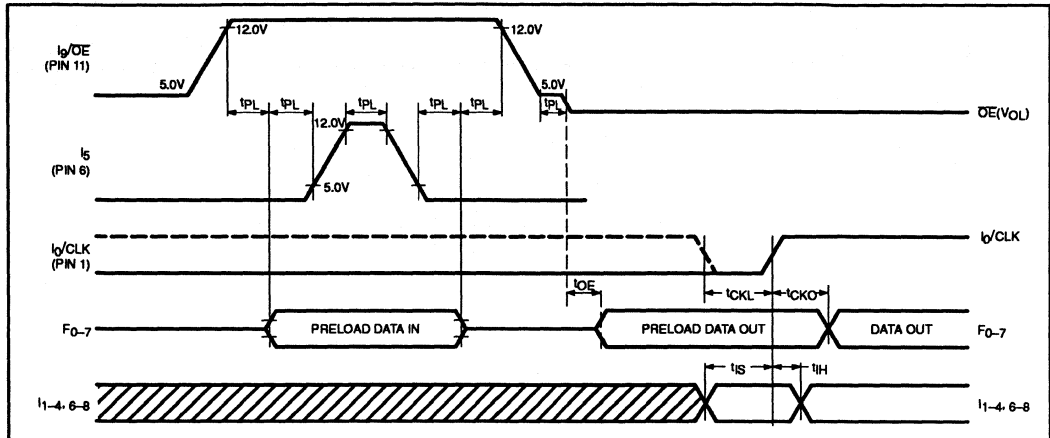 I9/OE
(PIN 11)
5.0V
12.0V
12.0V
5.0V
OE(VOL)
tPL
tPL
tPL
tPL
tPL
tPL
I5
(PIN 6)
12.0V
5.0V
I0/CLK
(PIN 1)
I0/CLK
tOE
tCKL
tCKO
F0–7
PRELOAD DATA IN
PRELOAD DATA OUT
DATA OUT
F0–7
tIS
tIH
I1–4, 6–8
I1–4, 6–8